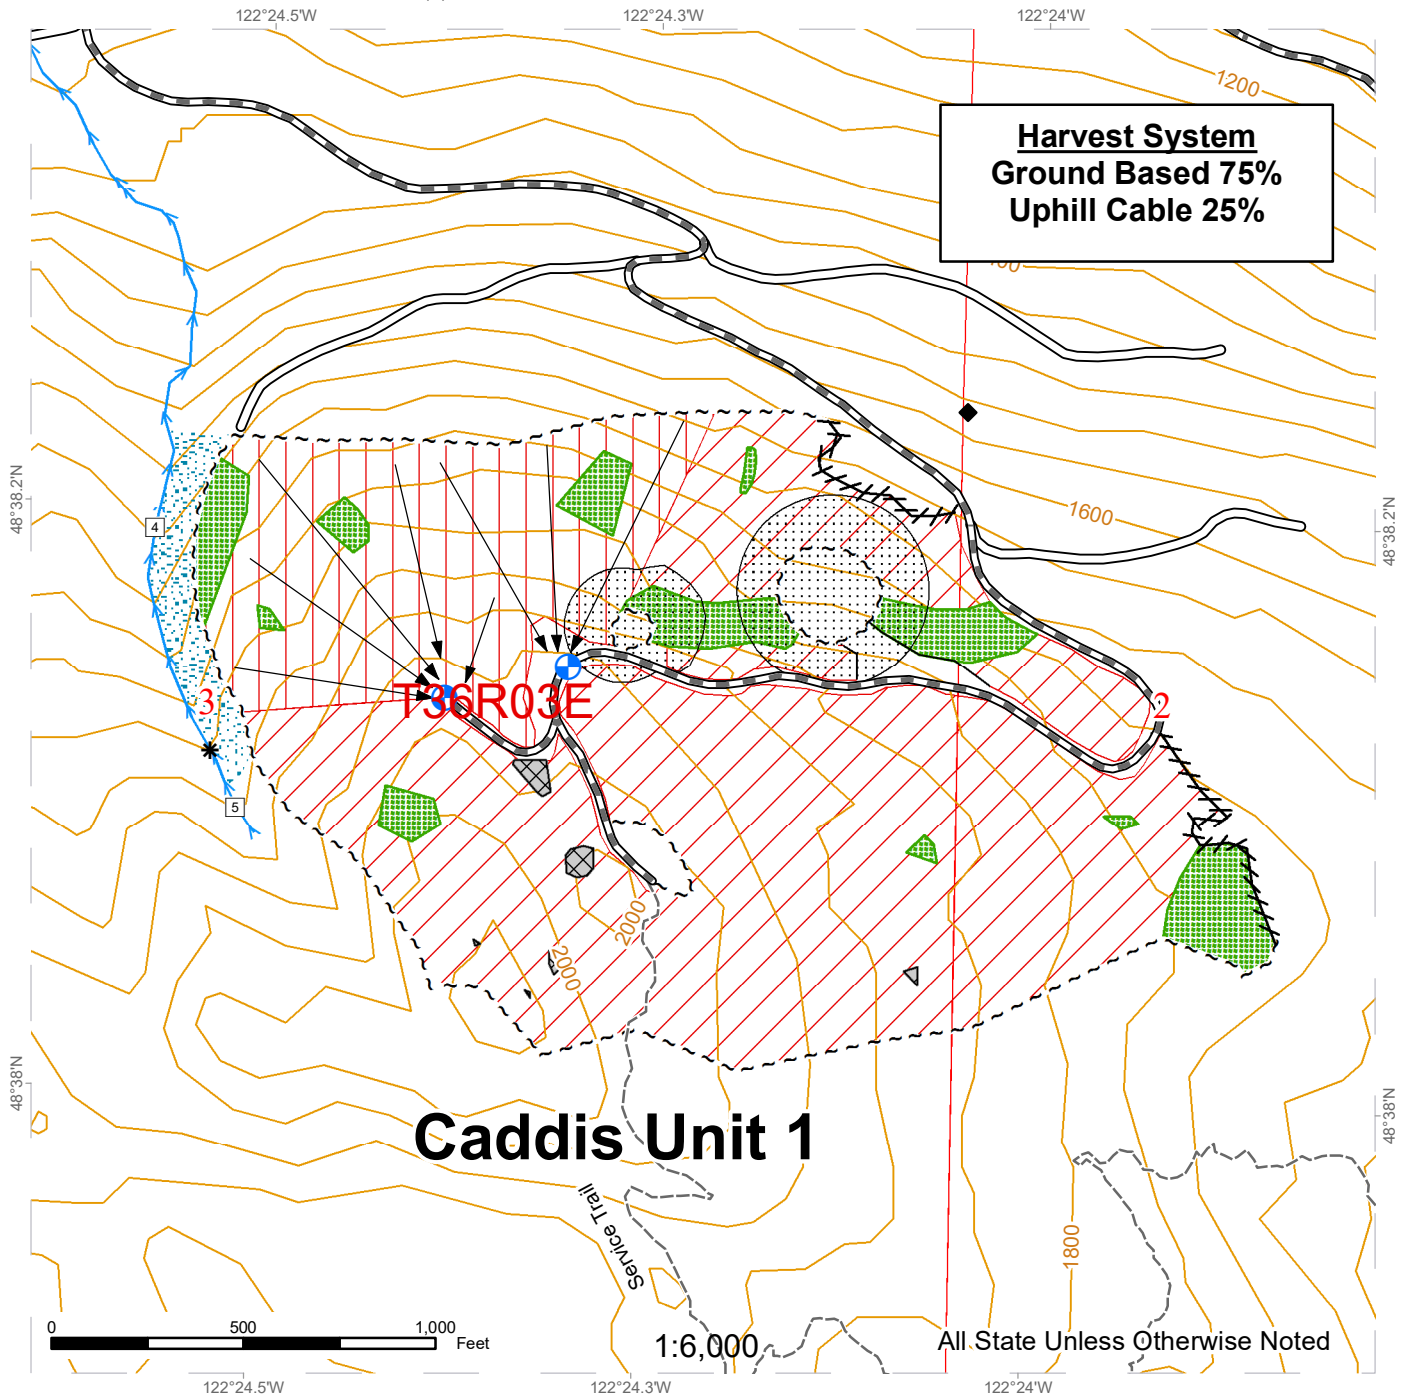 122°24.5'W
122°24.3'W
122°24'W
1200
Harvest System
Ground Based 75%
Uphill Cable 25%
00
48°38.2'N
48°38.2'N
1600
4
3
T36R03E
2
5
2000
2000
48°38'N
48°38'N
Caddis Unit 1
Service Trail
1800
0
500
1,000
Feet
1:6,000
All State Unless Otherwise Noted
122°24.5'W
122°24.3'W
122°24'W